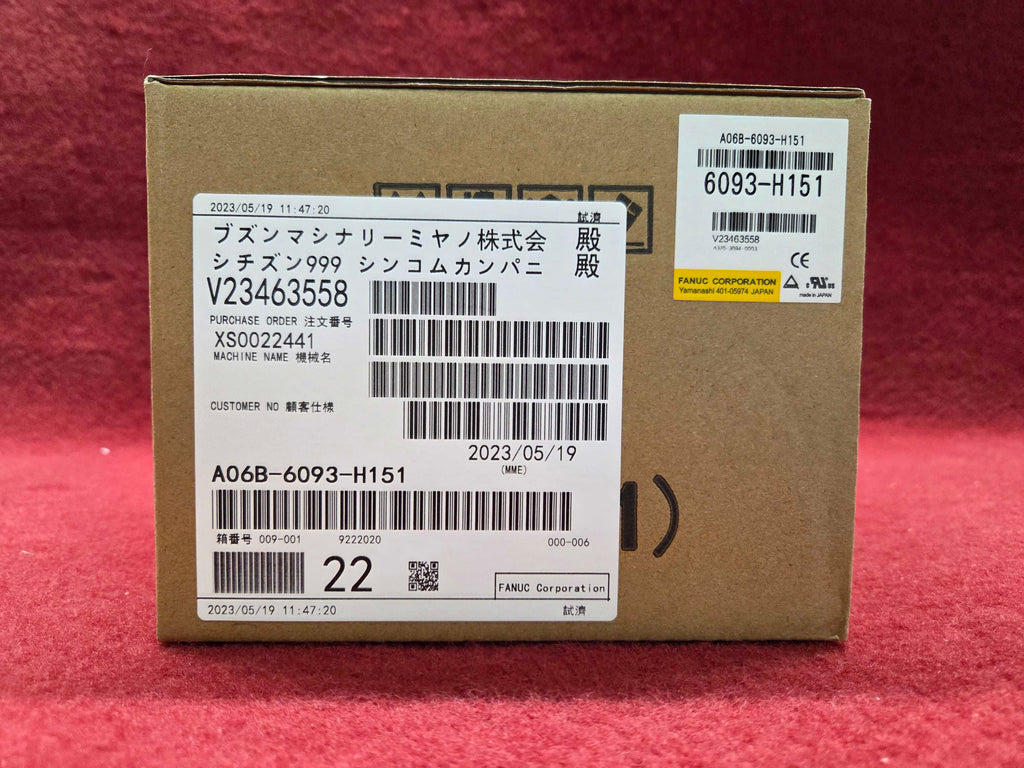 2023/05/19 11:47:20
試済
ブズンマシナリーミヤノ株式会 殿
シチズン999 シンコムカンパニ 殿
V23463558
PURCHASE ORDER 注文番号
XS0022441
MACHINE NAME 機械名
CUSTOMER NO 顧客仕様
2023/05/19
(MME)
A06B-6093-H151
箱番号 009-001 9222020 000-006
22
FANUC Corporation
2023/05/19 11:47:20 試済
A06B-6093-H151
6093-H151
V23463558
CE
FANUC CORPORATION
Yamanashi 401-05974 JAPAN
made in JAPAN